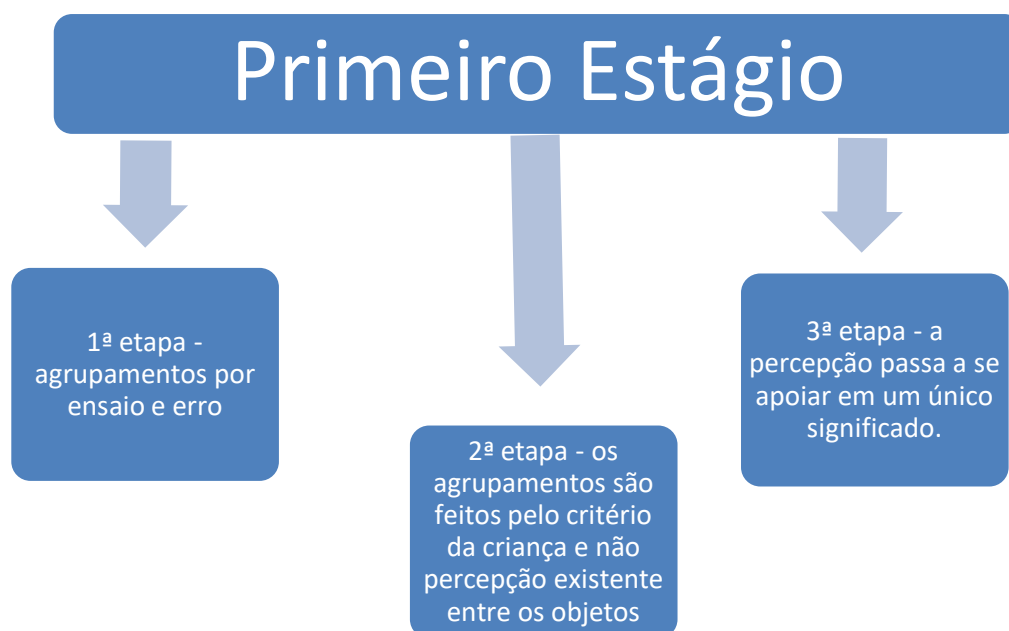 Primeiro Estágio
1ª etapa -
agrupamentos por
ensaio e erro
2ª etapa - os
agrupamentos são
feitos pelo critério
da criança e não
percepção existente
entre os objetos
3ª etapa - a
percepção passa a se
apoiar em um único
significado.